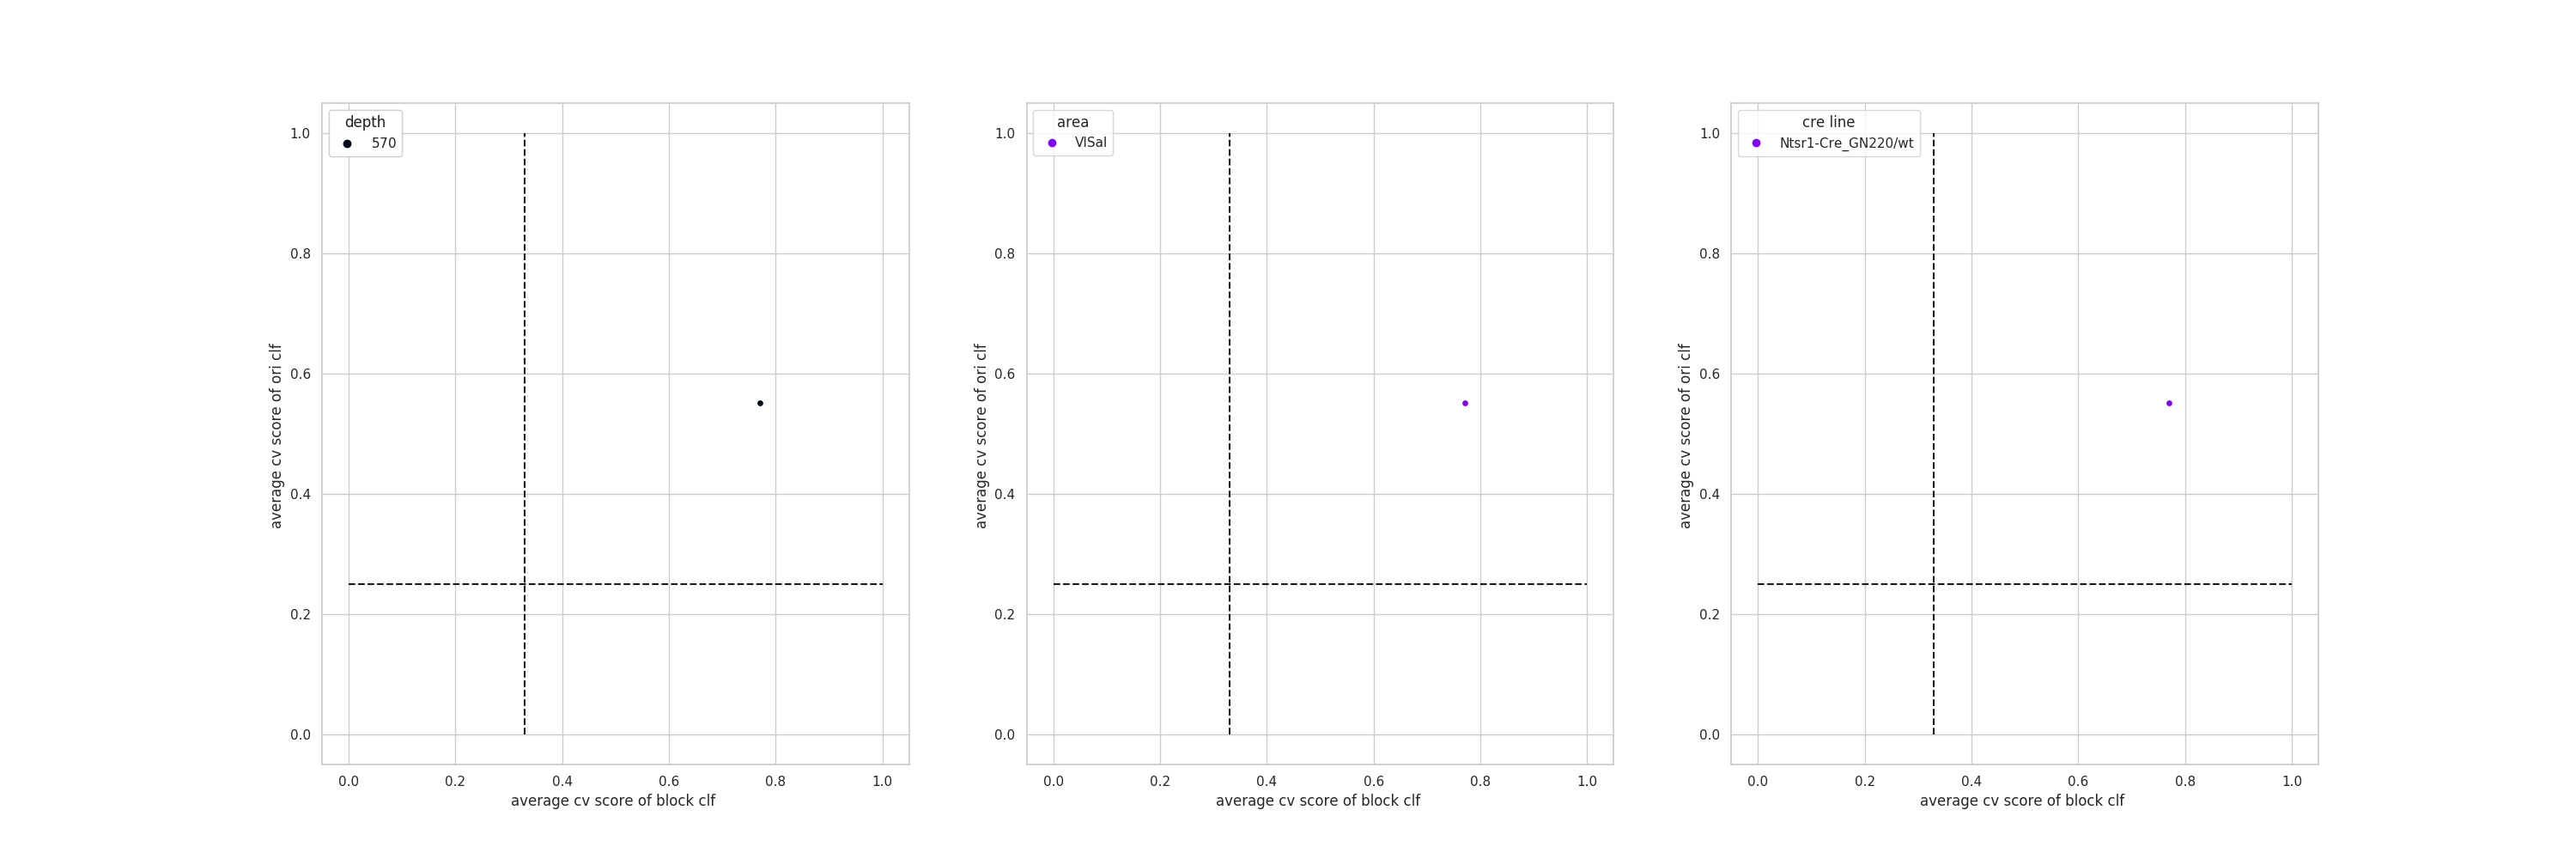 depth
570
1.0
0.8
0.6
0.4
0.2
0.0
average cv score of ori clf
0.0 0.2 0.4 0.6 0.8 1.0
average cv score of block clf
area
VISal
1.0
0.8
0.6
0.4
0.2
0.0
average cv score of ori clf
0.0 0.2 0.4 0.6 0.8 1.0
average cv score of block clf
cre line
Ntsr1-Cre_GN220/wt
1.0
0.8
0.6
0.4
0.2
0.0
average cv score of ori clf
0.0 0.2 0.4 0.6 0.8 1.0
average cv score of block clf